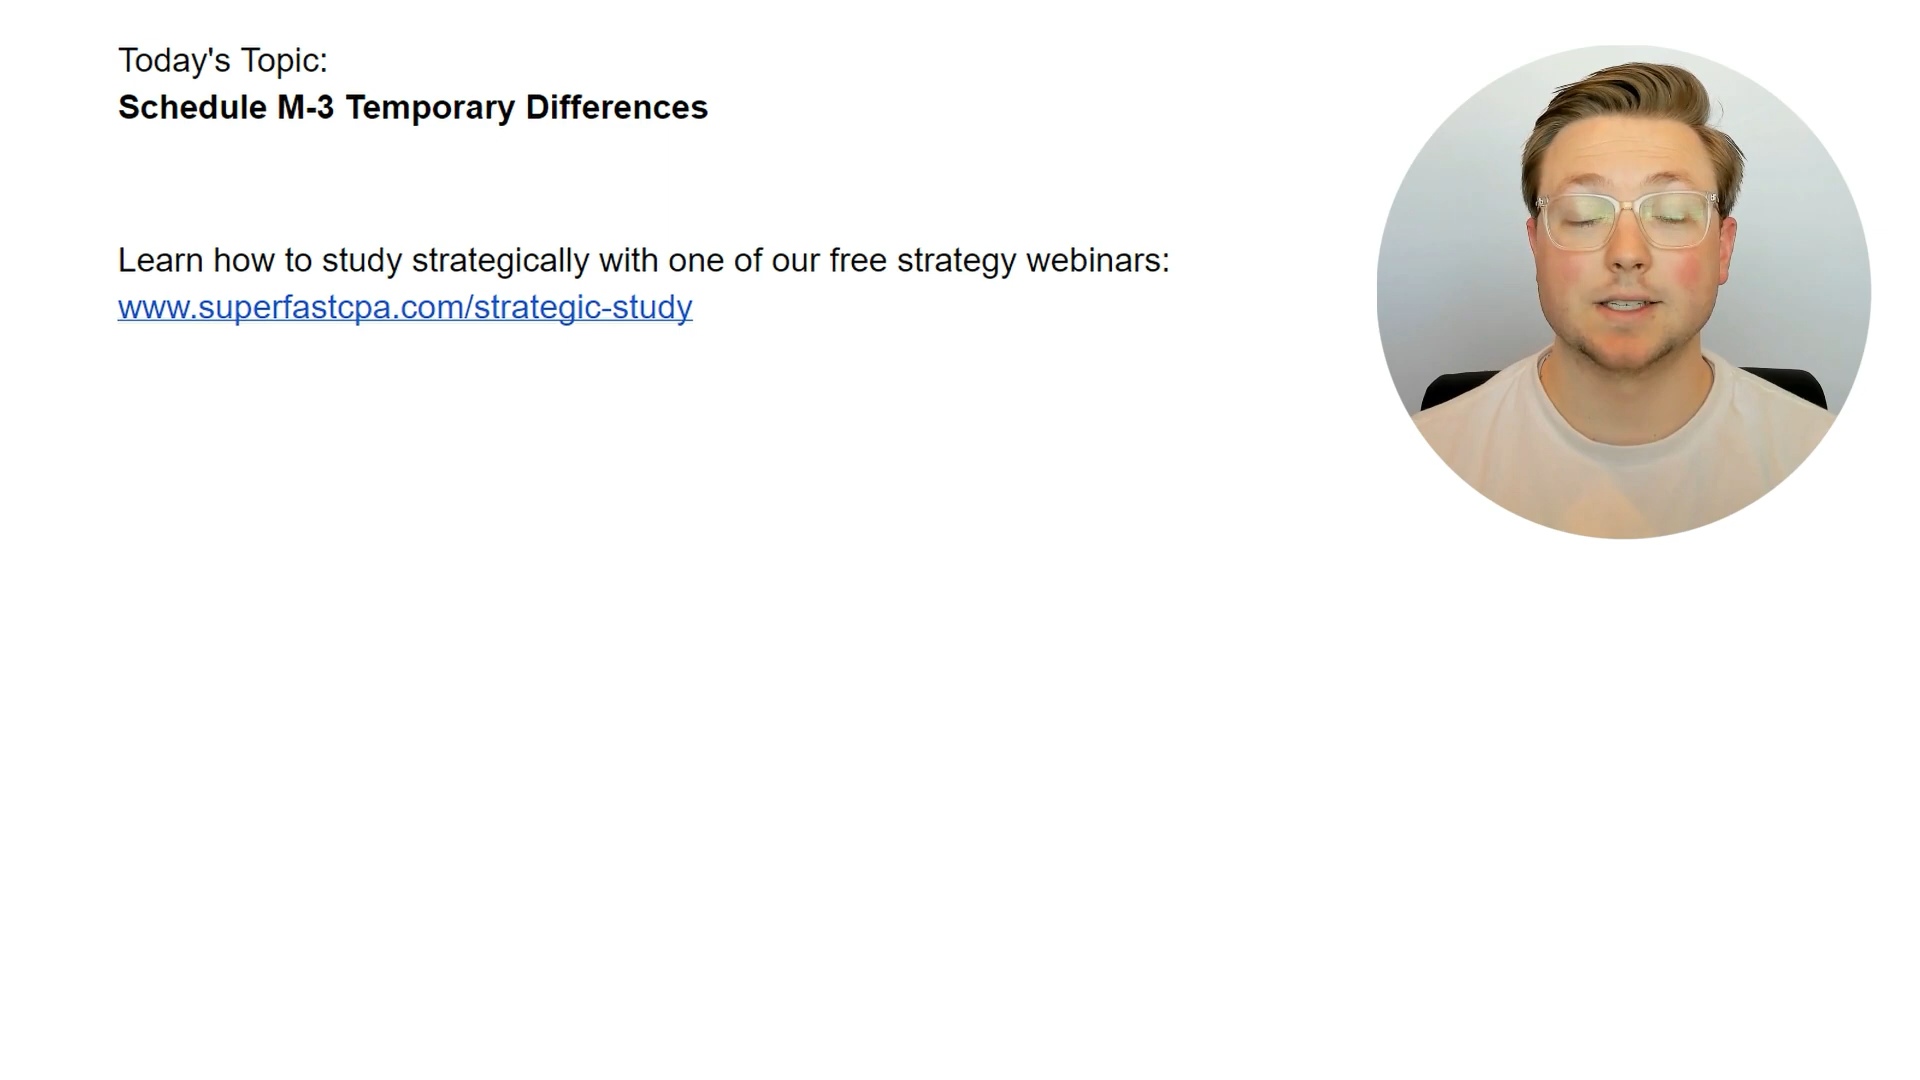 Today's Topic:
Schedule M-3 Temporary Differences
Learn how to study strategically with one of our free strategy webinars:
www.superfastcpa.com/strategic-study